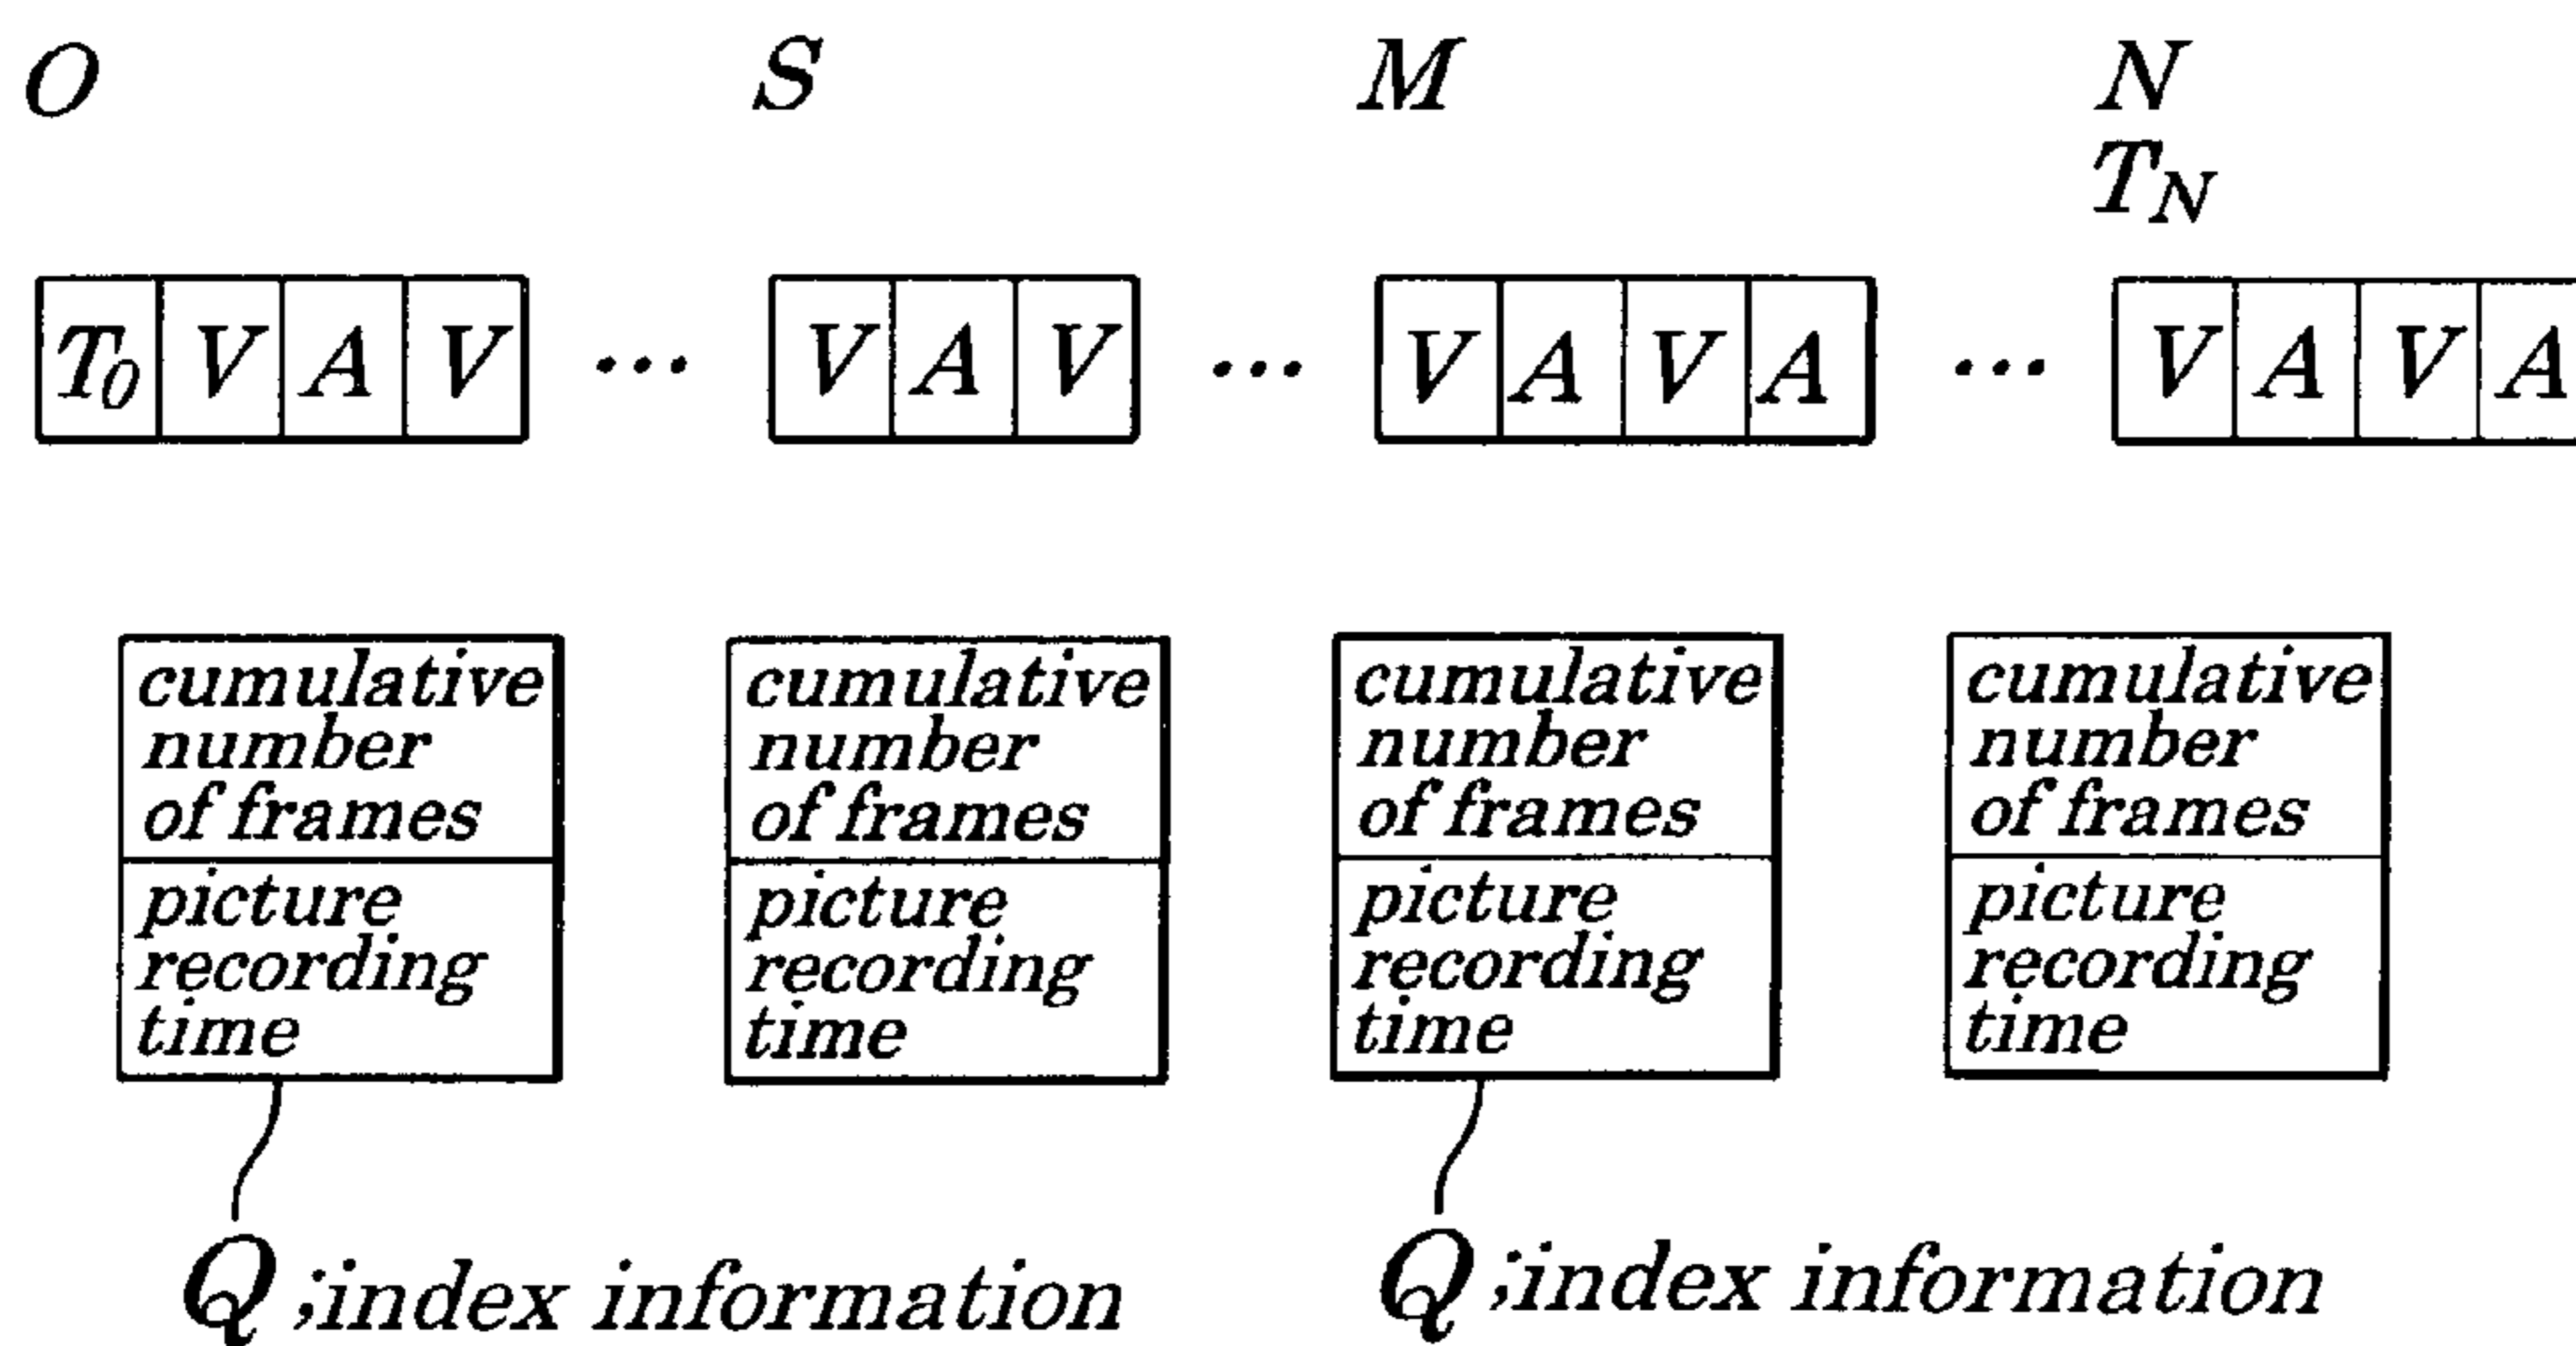 O S M N
T_N
T_0 V A V ... V A V ... V A V A ... V A V A
cumulative cumulative cumulative cumulative
number number number number
of frames of frames of frames of frames
picture picture picture picture
recording recording recording recording
time time time time
Q ;index information Q ;index information